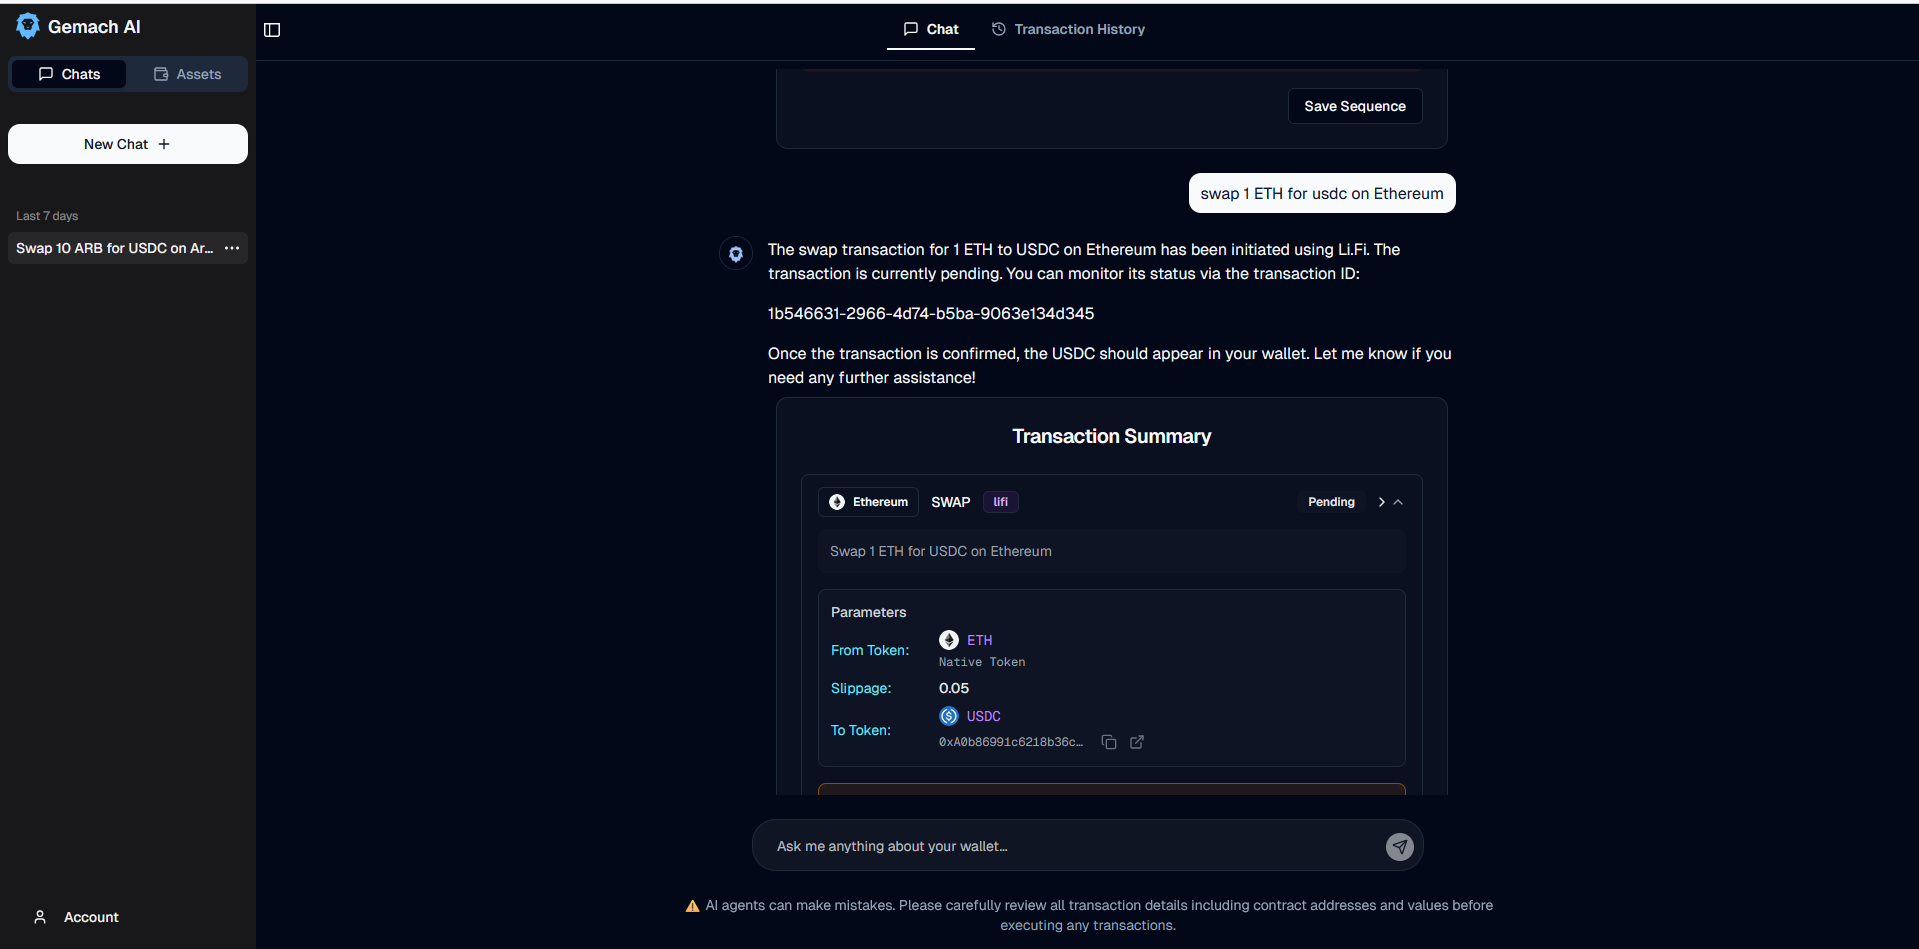 Gemach AI
Chats
Assets
New Chat +
Last 7 days
Swap 10 ARB for USDC on Ar... ...
Account
Chat
Transaction History
Save Sequence
swap 1 ETH for usdc on Ethereum
The swap transaction for 1 ETH to USDC on Ethereum has been initiated using Li.Fi. The
transaction is currently pending. You can monitor its status via the transaction ID:
1b546631-2966-4d74-b5ba-9063e134d345
Once the transaction is confirmed, the USDC should appear in your wallet. Let me know if you
need any further assistance!
Transaction Summary
Ethereum SWAP lifi Pending
Swap 1 ETH for USDC on Ethereum
Parameters
From Token: ETH
Native Token
Slippage: 0.05
To Token: USDC
0xA0b86991c6218b36c…
Ask me anything about your wallet...
AI agents can make mistakes. Please carefully review all transaction details including contract addresses and values before
executing any transactions.